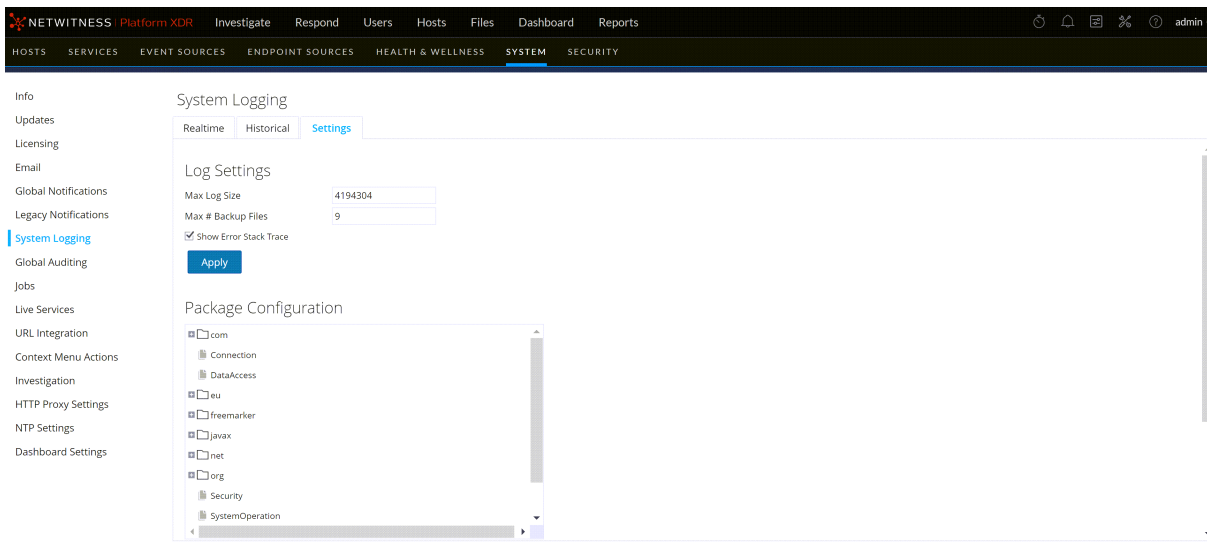 NETWITNESS Platform XDR Investigate Respond Users Hosts Files Dashboard Reports admin
HOSTS SERVICES EVENT SOURCES ENDPOINT SOURCES HEALTH & WELLNESS SYSTEM SECURITY
Info
Updates
Licensing
Email
Global Notifications
Legacy Notifications
System Logging
Global Auditing
Jobs
Live Services
URL Integration
Context Menu Actions
Investigation
HTTP Proxy Settings
NTP Settings
Dashboard Settings
System Logging
Realtime Historical Settings
Log Settings
Max Log Size 4194304
Max # Backup Files 9
Show Error Stack Trace
Apply
Package Configuration
com
Connection
DataAccess
eu
freemarker
javax
net
org
Security
SystemOperation